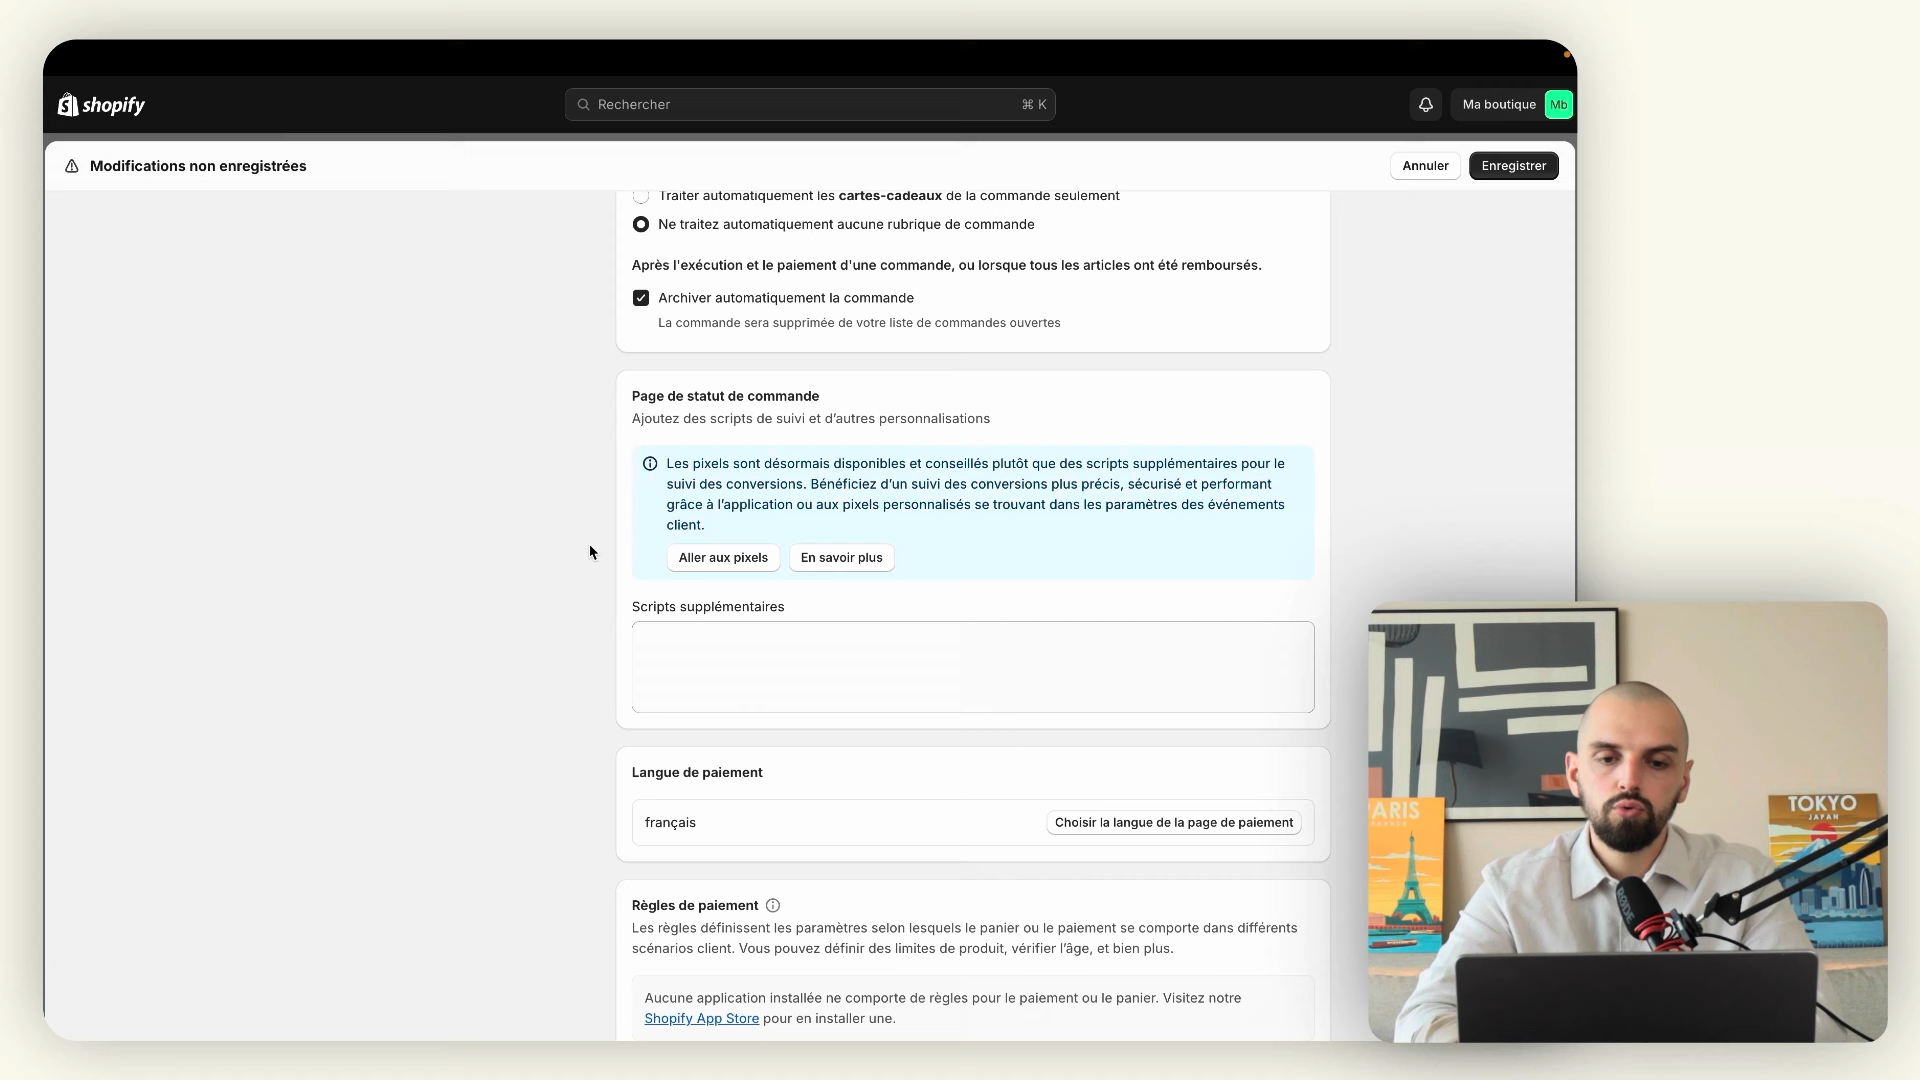 shopify
Rechercher
⌘ K
Ma boutique
Mb
Modifications non enregistrées
Annuler
Enregistrer
Traiter automatiquement les cartes-cadeaux de la commande seulement
Ne traitez automatiquement aucune rubrique de commande
Après l'exécution et le paiement d'une commande, ou lorsque tous les articles ont été remboursés.
Archiver automatiquement la commande
La commande sera supprimée de votre liste de commandes ouvertes
Page de statut de commande
Ajoutez des scripts de suivi et d’autres personnalisations
Les pixels sont désormais disponibles et conseillés plutôt que des scripts supplémentaires pour le
suivi des conversions. Bénéficiez d’un suivi des conversions plus précis, sécurisé et performant
grâce à l’application ou aux pixels personnalisés se trouvant dans les paramètres des événements
client.
Aller aux pixels
En savoir plus
Scripts supplémentaires
Langue de paiement
français
Choisir la langue de la page de paiement
Règles de paiement
Les règles définissent les paramètres selon lesquels le panier ou le paiement se comporte dans différents
scénarios client. Vous pouvez définir des limites de produit, vérifier l’âge, et bien plus.
Aucune application installée ne comporte de règles pour le paiement ou le panier. Visitez notre
Shopify App Store pour en installer une.
ARIS
TOKYO
JAPAN
RØDE